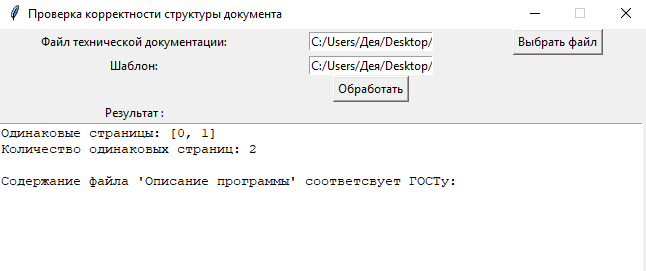 Проверка корректности структуры документа
Файл технической документации: C:/Users/Дея/Desktop/ Выбрать файл
Шаблон: C:/Users/Дея/Desktop/
Обработать
Результат :
Одинаковые страницы: [0, 1]
Количество одинаковых страниц: 2
Содержание файла 'Описание программы' соответсвует ГОСТу: